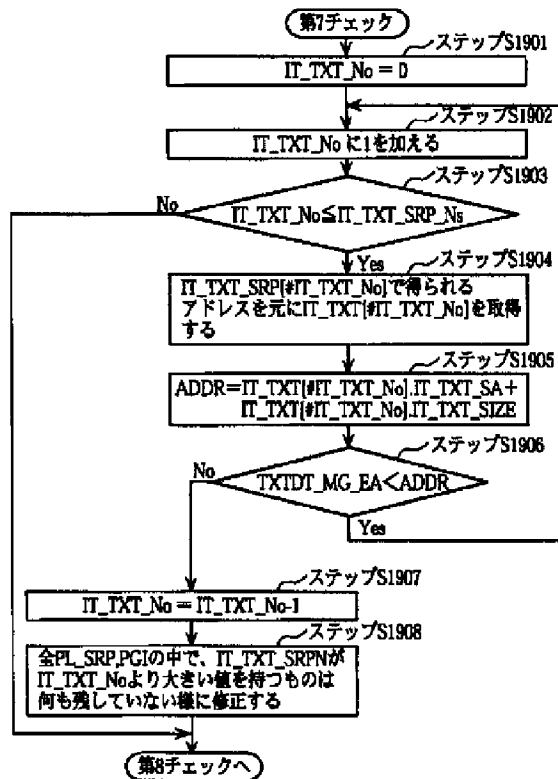 第7チェック
ステップS1901
IT_TXT_No = 0
ステップS1902
IT_TXT_No に1を加える
ステップS1903
No
IT_TXT_No≦IT_TXT_SRP_Ns
Yes
ステップS1904
IT_TXT_SRP[#IT_TXT_No]で得られる
アドレスを元にIT_TXT[#IT_TXT_No]を取得
する
ステップS1905
ADDR=IT_TXT[#IT_TXT_No].IT_TXT_SA+
IT_TXT[#IT_TXT_No].IT_TXT_SIZE
ステップS1906
No
TXTDT_MG_EA<ADDR
Yes
ステップS1907
IT_TXT_No = IT_TXT_No-1
ステップS1908
全PL_SRP,PGIの中で、IT_TXT_SRPNが
IT_TXT_Noより大きい値を持つものは
何も残していない様に修正する
第8チェックへ